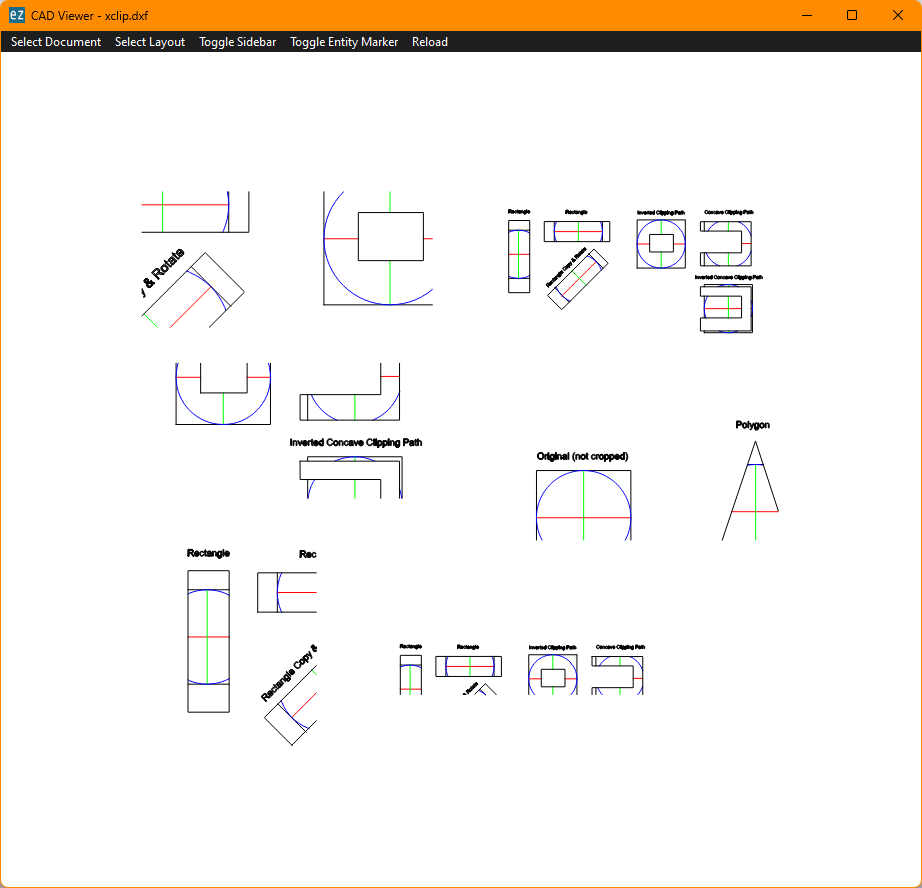 ez CAD Viewer - xclip.dxf
Select Document Select Layout Toggle Sidebar Toggle Entity Marker Reload
Rectangle Rectangle Inverted Clipping Path Concave Clipping Path
y & Rotate
Rectangle Copy & Rotate
Inverted Concave Clipping Path
Polygon
Inverted Concave Clipping Path
Original (not cropped)
Rectangle Rec
Rectangle Copy &
Rectangle Rectangle Inverted Clipping Path Concave Clipping Path
& Rotate